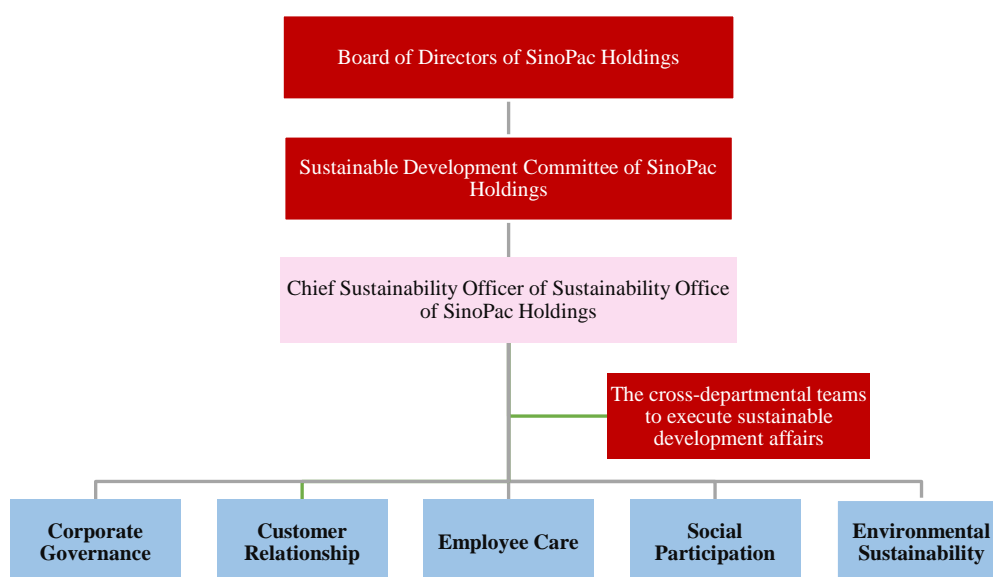 Board of Directors of SinoPac Holdings
Sustainable Development Committee of SinoPac
Holdings
Chief Sustainability Officer of Sustainability Office
of SinoPac Holdings
The cross-departmental teams
to execute sustainable
development affairs
Corporate
Governance
Customer
Relationship
Employee Care
Social
Participation
Environmental
Sustainability